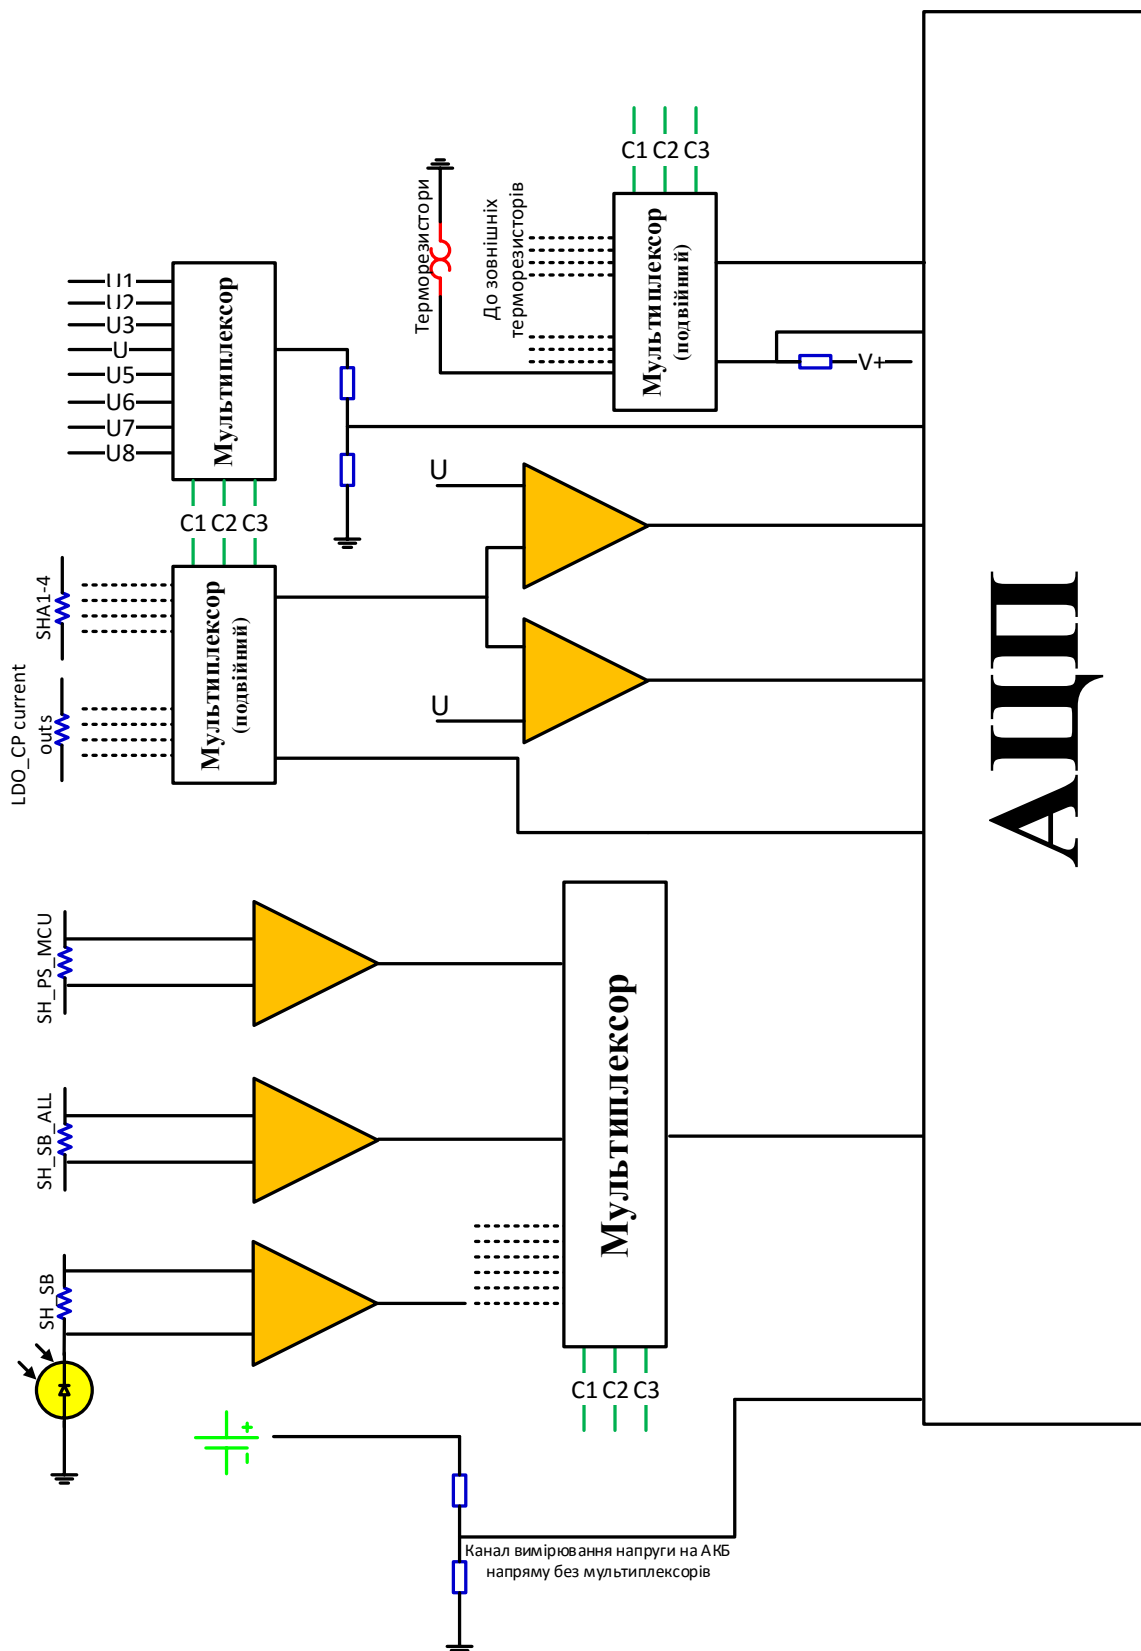 C1 C2 C3
Терморезистори
До зовнішніх
терморезисторів
Мультиплексор
(подвійний)
V+
U1
U2
U3
U
U5
U6
U7
U8
Мультиплексор
C1 C2 C3
U
U
SHA1-4
LDO_CP current
outs
Мультиплексор
(подвійний)
АЦП
SH_PS_MCU
SH_SB_ALL
SH_SB
Мультиплексор
C1 C2 C3
Канал вимірювання напруги на АКБ
напряму без мультиплексорів